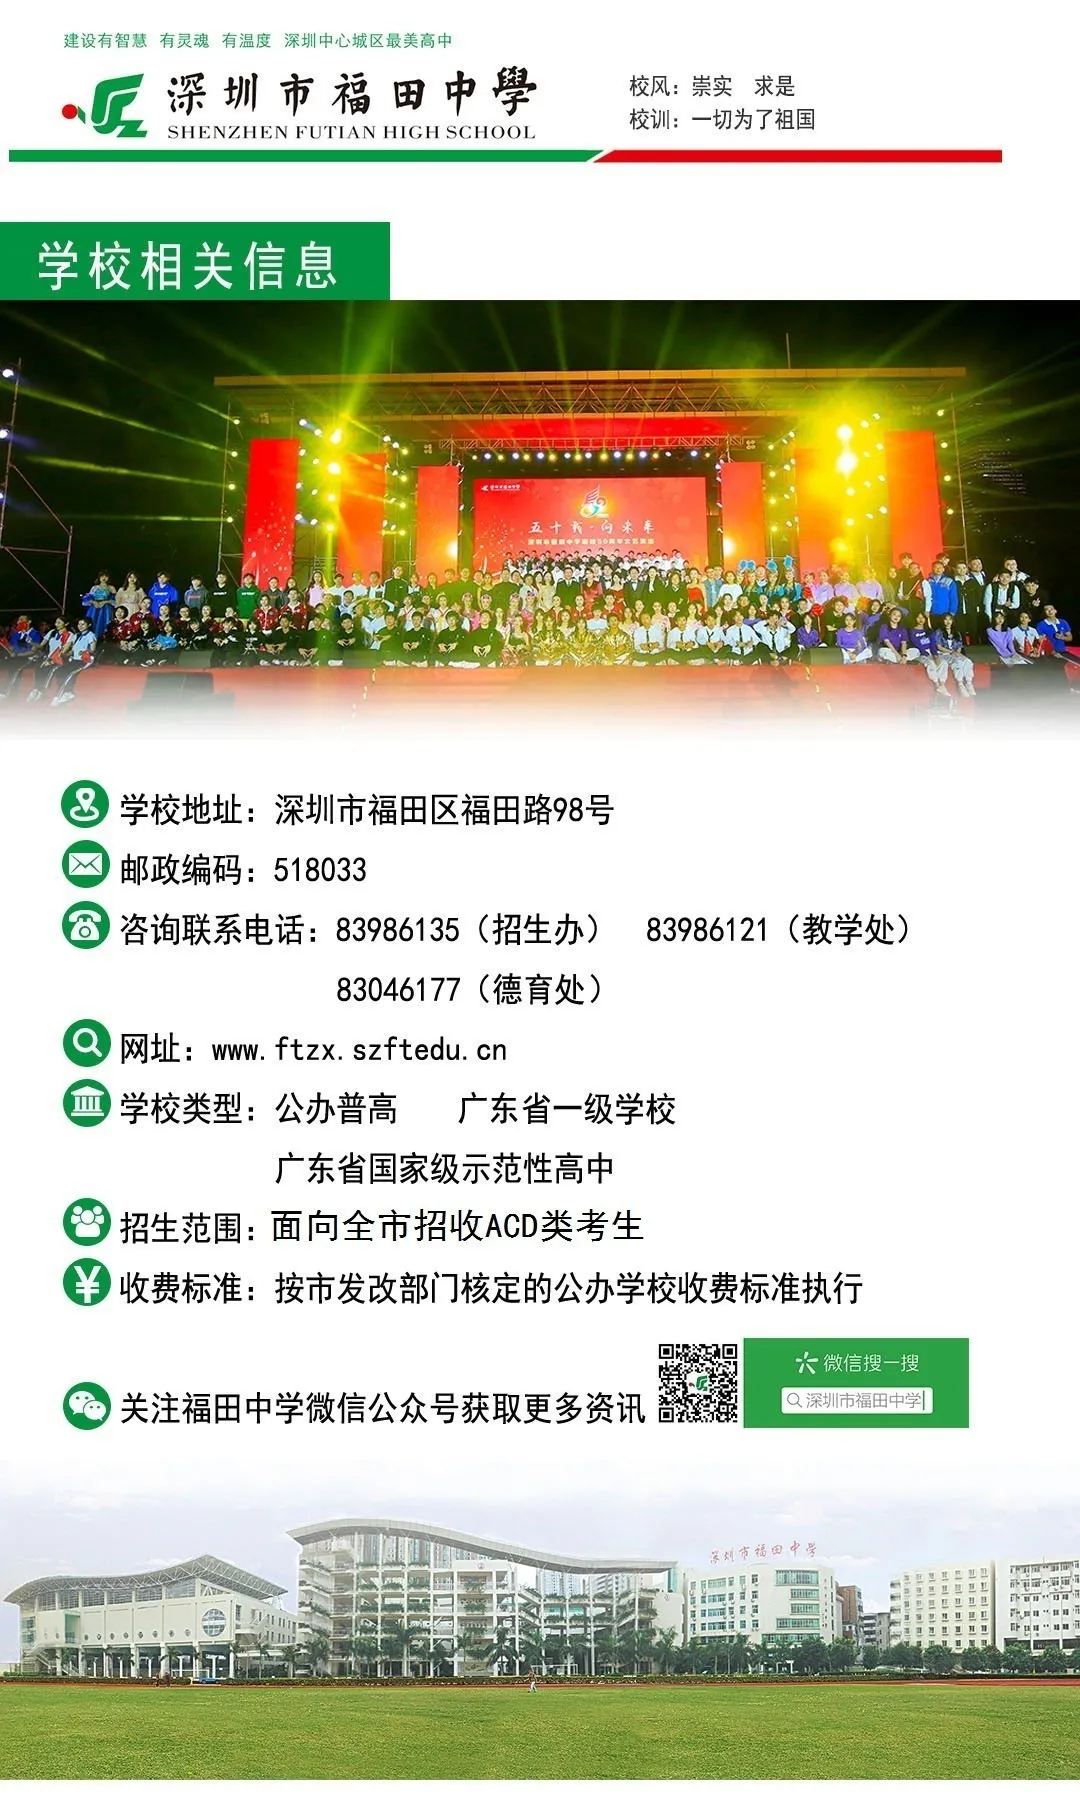 建设有智慧 有灵魂 有温度 深圳中心城区最美高中
深圳市福田中學
SHENZHEN FUTIAN HIGH SCHOOL
校风：崇实 求是
校训：一切为了祖国
学校相关信息
五十载·向未来
学校地址：深圳市福田区福田路98号
邮政编码：518033
咨询联系电话：83986135（招生办） 83986121（教学处）
83046177（德育处）
网址：www.ftzx.szftedu.cn
学校类型：公办普高 广东省一级学校
广东省国家级示范性高中
招生范围：面向全市招收ACD类考生
收费标准：按市发改部门核定的公办学校收费标准执行
微信搜一搜
深圳市福田中学
关注福田中学微信公众号获取更多资讯
深圳市福田中学